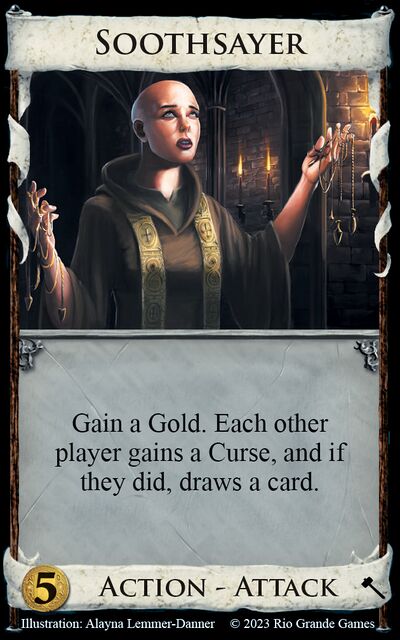 SOOTHSAYER
Gain a Gold. Each other
player gains a Curse, and if
they did, draws a card.
5 ACTION - ATTACK
Illustration: Alayna Lemmer-Danner © 2023 Rio Grande Games